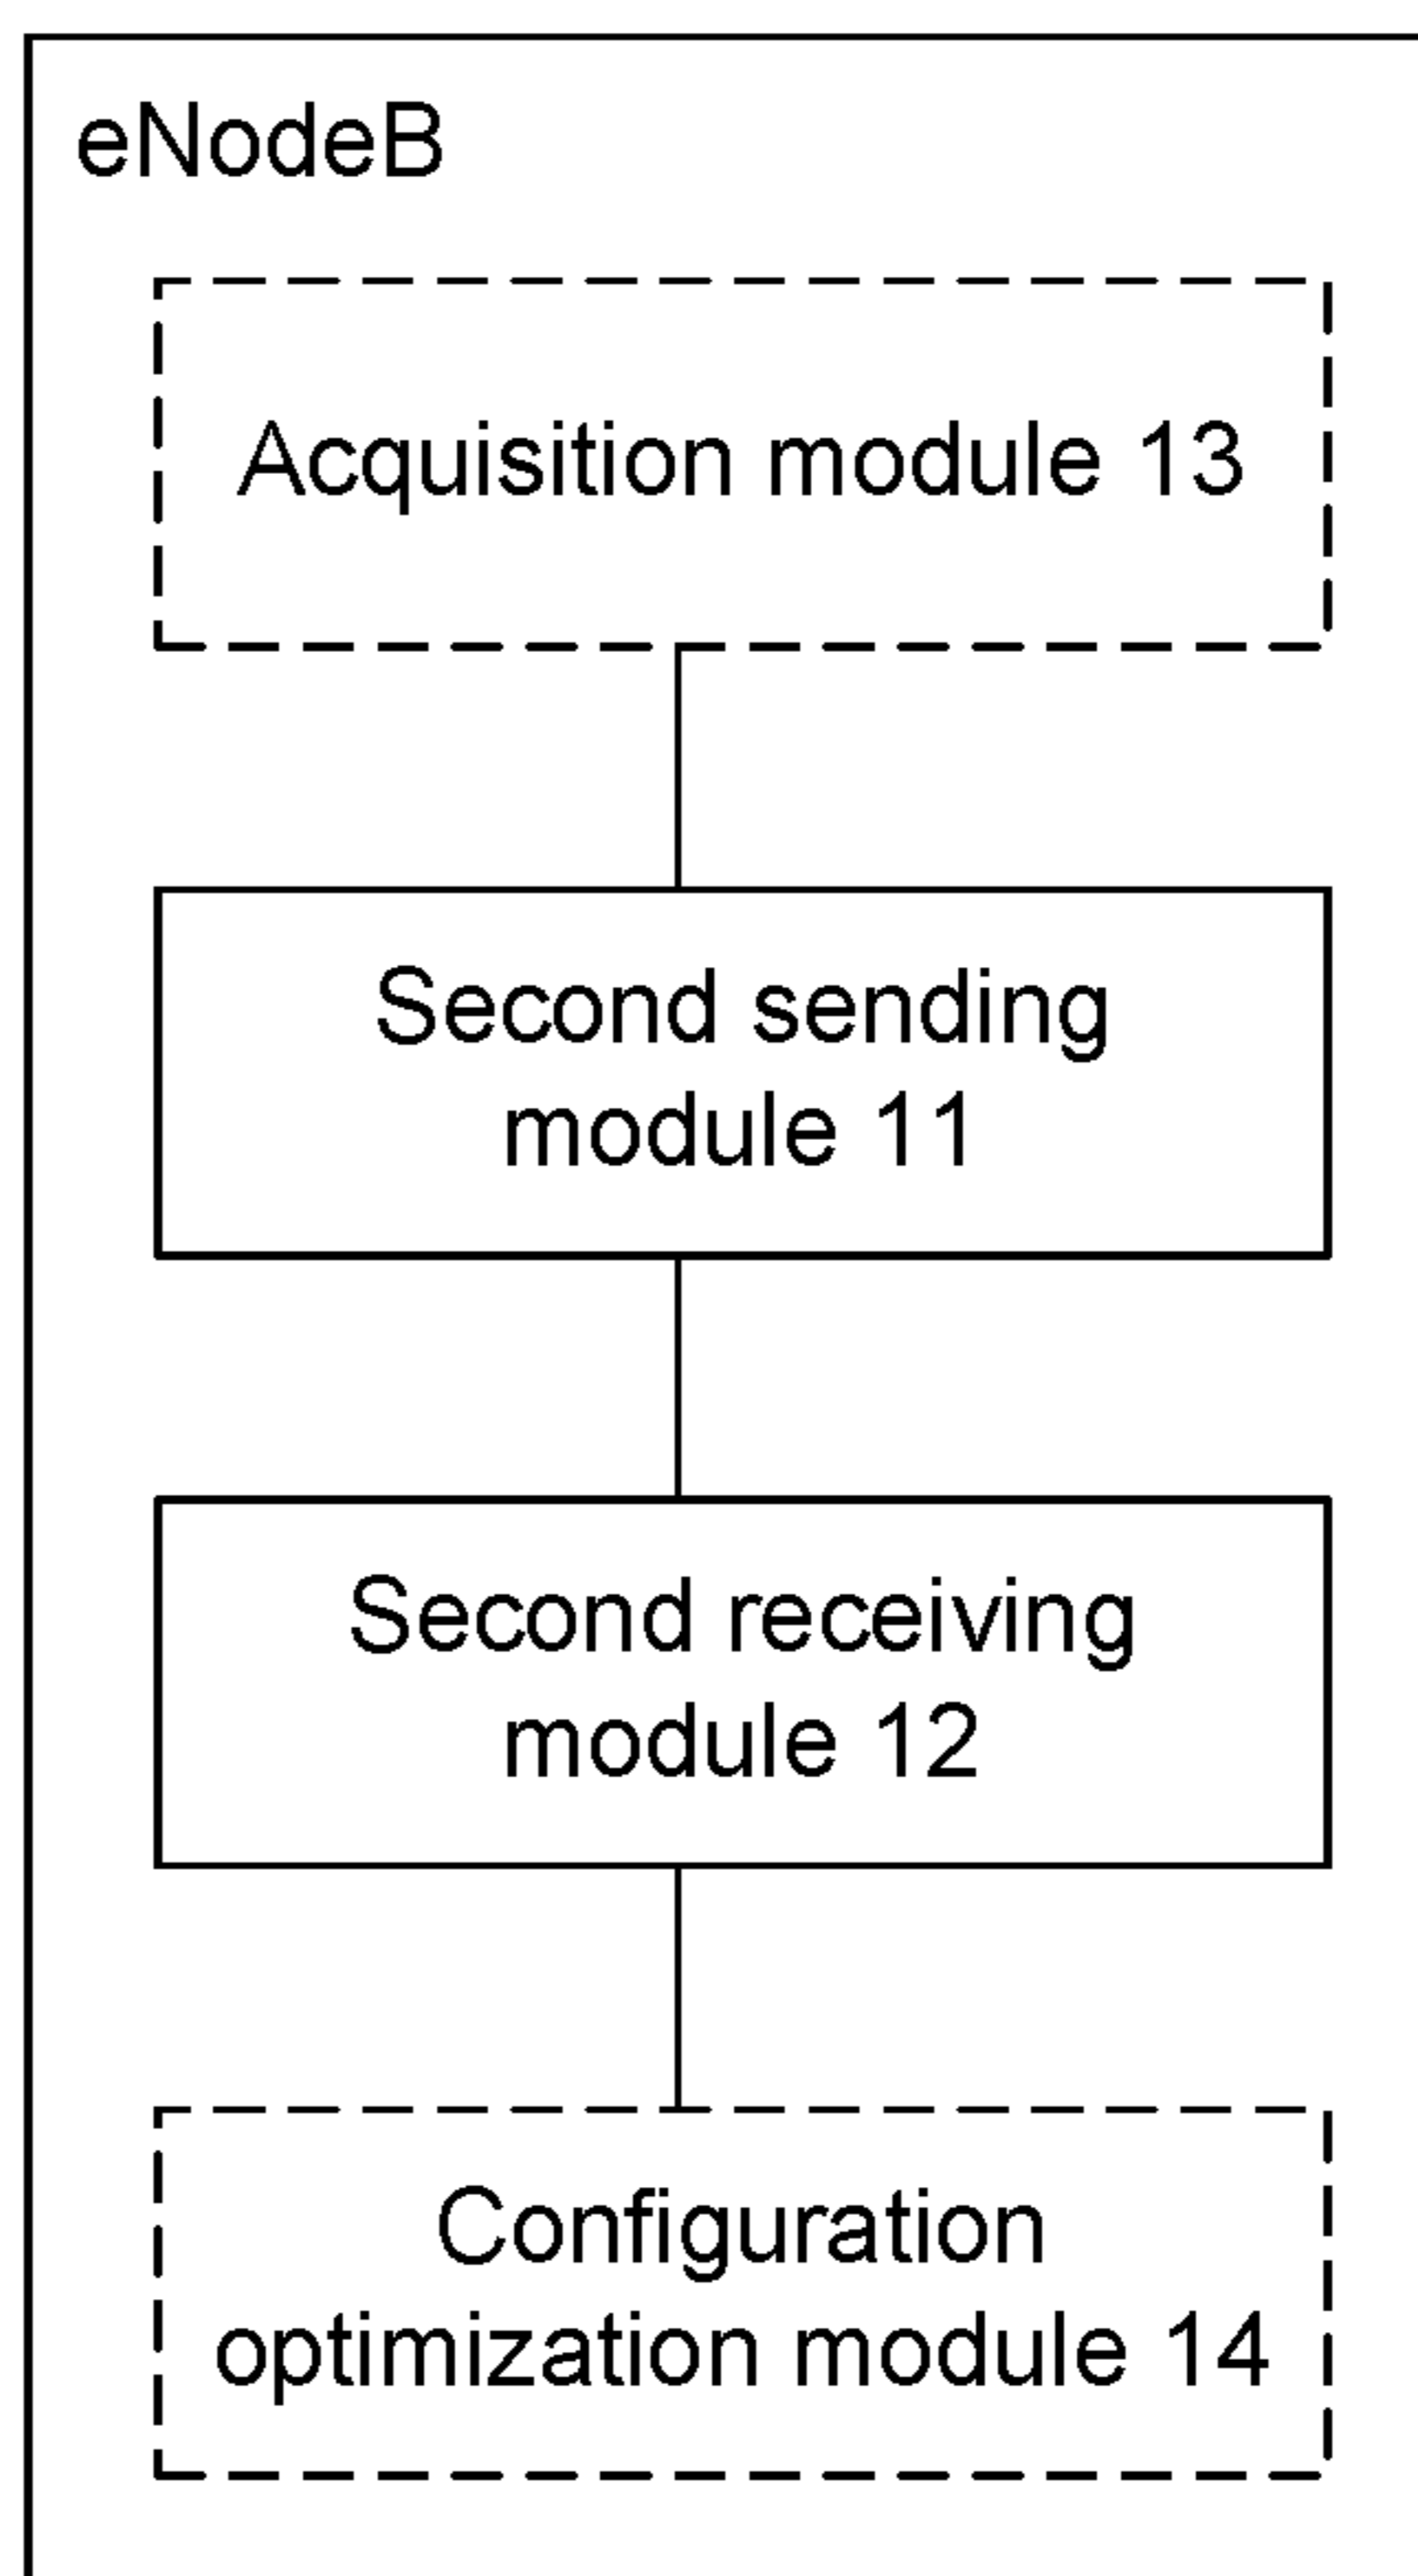 eNodeB
Acquisition module 13
Second sending
module 11
Second receiving
module 12
Configuration
optimization module 14